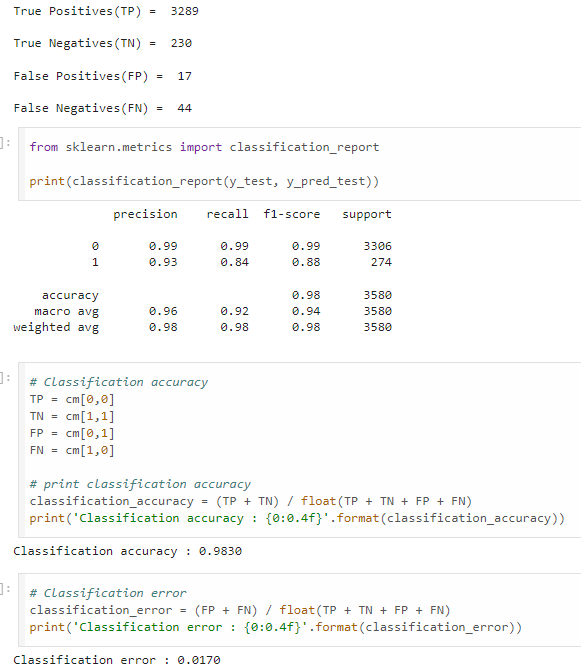 True Positives(TP) =  3289
True Negatives(TN) =  230
False Positives(FP) =  17
False Negatives(FN) =  44
]:
from sklearn.metrics import classification_report
print(classification_report(y_test, y_pred_test))
precision    recall  f1-score   support
0       0.99      0.99      0.99      3306
1       0.93      0.84      0.88       274
accuracy                           0.98      3580
macro avg       0.96      0.92      0.94      3580
weighted avg       0.98      0.98      0.98      3580
]:
# Classification accuracy
TP = cm[0,0]
TN = cm[1,1]
FP = cm[0,1]
FN = cm[1,0]
# print classification accuracy
classification_accuracy = (TP + TN) / float(TP + TN + FP + FN)
print('Classification accuracy : {0:0.4f}'.format(classification_accuracy))
Classification accuracy : 0.9830
]:
# Classification error
classification_error = (FP + FN) / float(TP + TN + FP + FN)
print('Classification error : {0:0.4f}'.format(classification_error))
Classification error : 0.0170